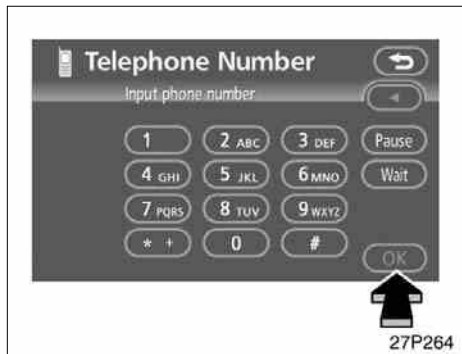 Telephone Number
Input phone number
1 2 ABC 3 DEF Pause
4 GHI 5 JKL 6 MNO Wait
7 PQRS 8 TUV 9 WXYZ
* + 0 #
OK
27P264